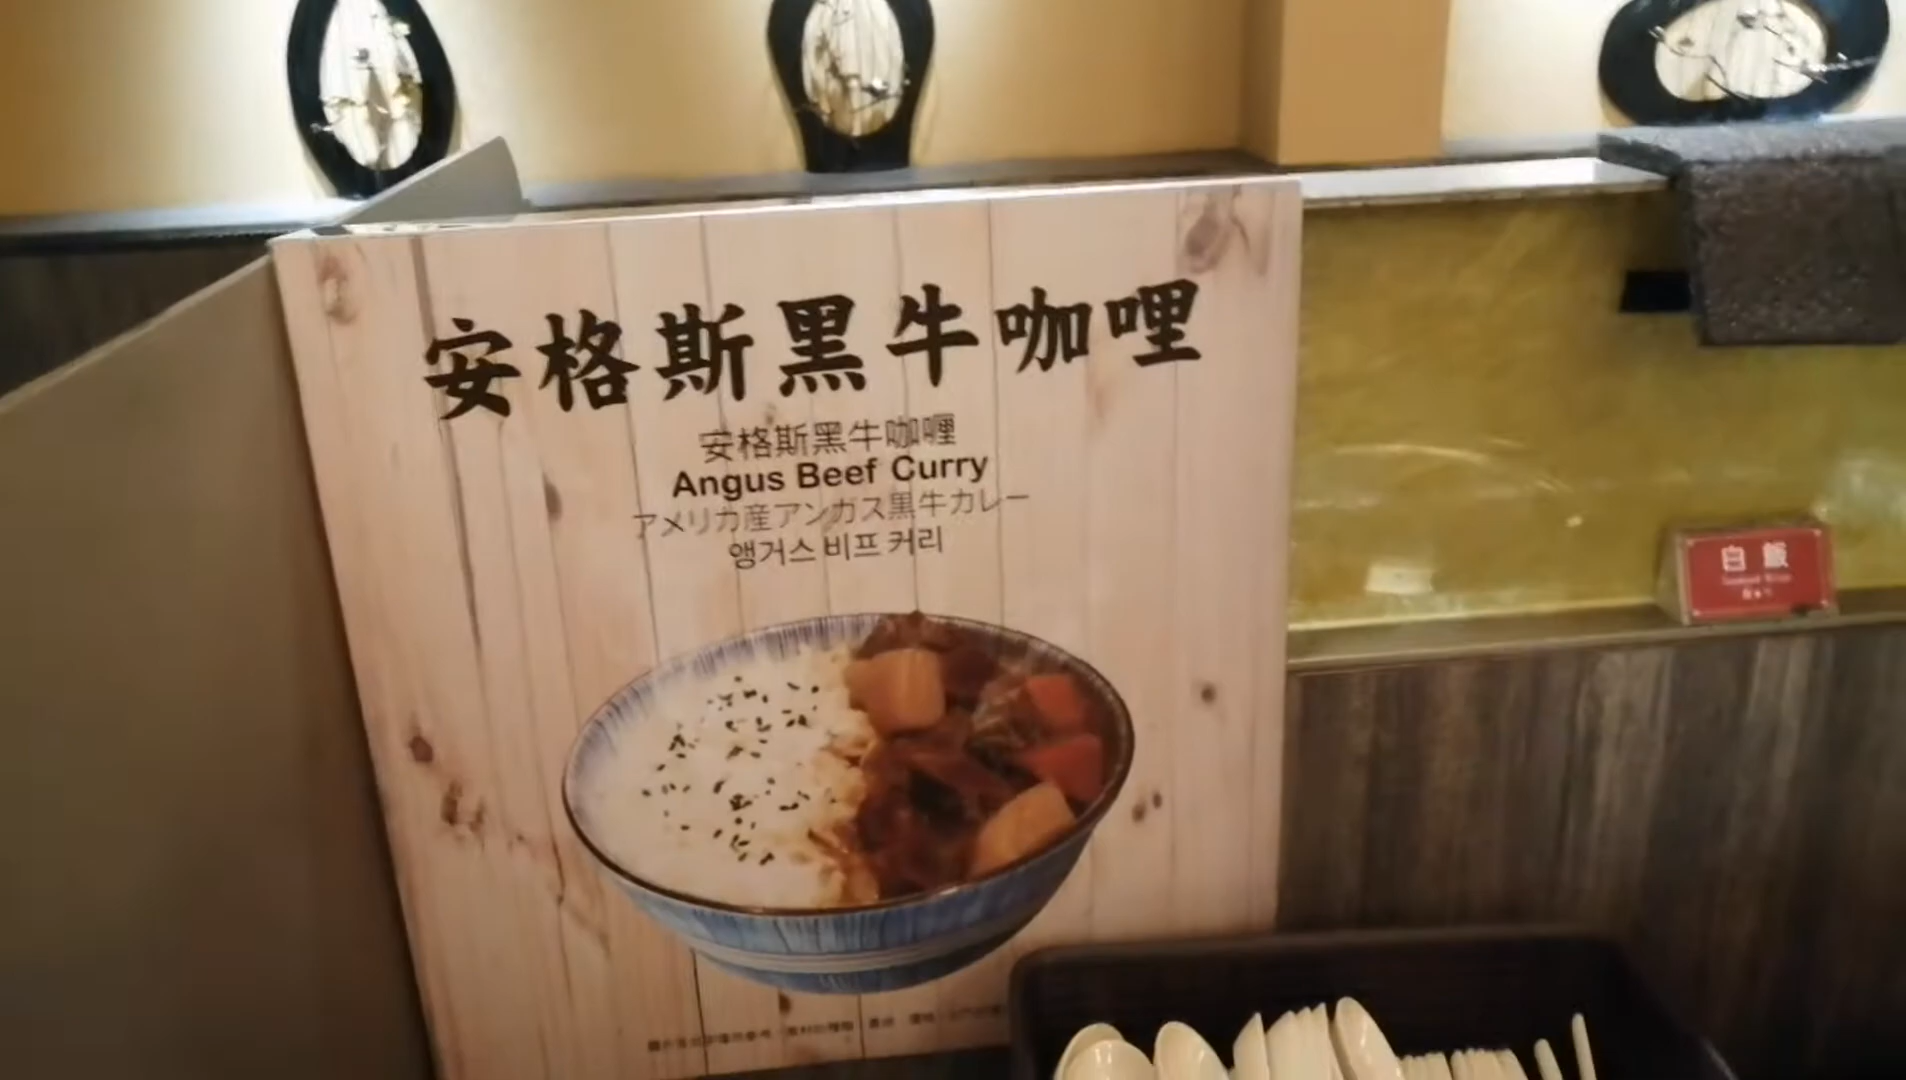 安格斯黑牛咖哩
安格斯黑牛咖喱
Angus Beef Curry
アメリカ産アンガス黒牛カレー
앵거스 비프 커리
白飯